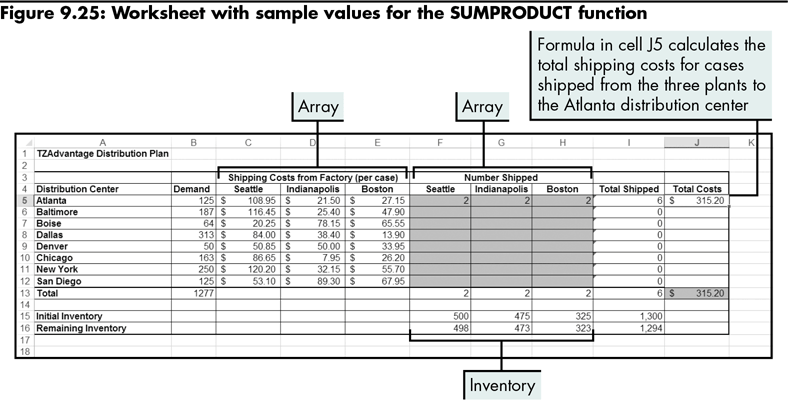 Figure 9.25: Worksheet with sample values for the SUMPRODUCT function
Formula in cell J5 calculates the
total shipping costs for cases
shipped from the three plants to
the Atlanta distribution center
Array Array
A B C D E F G H I J K
1 TZAdvantage Distribution Plan
2
3 Shipping Costs from Factory (per case) Number Shipped
4 Distribution Center Demand Seattle Indianapolis Boston Seattle Indianapolis Boston Total Shipped Total Costs
5 Atlanta 125 $ 108.95 $ 21.50 $ 27.15 2 2 2 6 $ 315.20
6 Baltimore 187 $ 116.45 $ 25.40 $ 47.90 0
7 Boise 64 $ 20.25 $ 78.15 $ 65.55 0
8 Dallas 313 $ 84.00 $ 38.40 $ 13.90 0
9 Denver 50 $ 50.85 $ 50.00 $ 33.95 0
10 Chicago 163 $ 86.65 $ 7.95 $ 26.20 0
11 New York 250 $ 120.20 $ 32.15 $ 55.70 0
12 San Diego 125 $ 53.10 $ 89.30 $ 67.95 0
13 Total 1277 2 2 2 6 $ 315.20
14
15 Initial Inventory 500 475 325 1,300
16 Remaining Inventory 498 473 323 1,294
17
18
Inventory